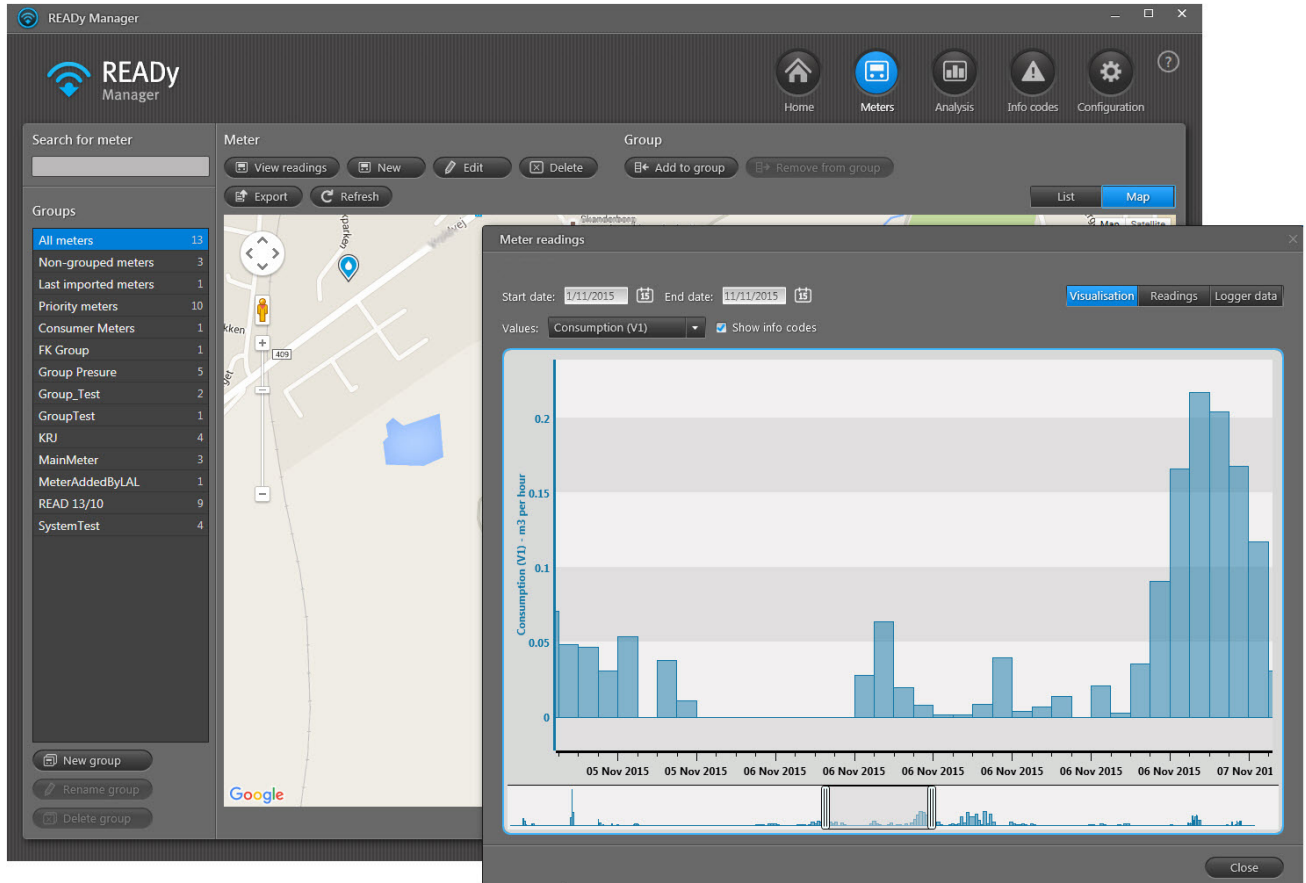 READy Manager
READy
Manager
Home
Meters
Analysis
Info codes
Configuration
?
Search for meter
Meter
Group
View readings
New
Edit
Delete
Add to group
Remove from group
Export
Refresh
List
Map
Groups
All meters 13
Non-grouped meters 3
Last imported meters 1
Priority meters 10
Consumer Meters 1
FK Group 1
Group Presure 5
Group_Test 2
GroupTest 1
KRJ 4
MainMeter 3
MeterAddedByLAL 1
READ 13/10 9
SystemTest 4
New group
Rename group
Delete group
xparken
Skanderborg
Map Satellite
kken
409
get
Google
Meter readings
Start date: 1/11/2015 15 End date: 11/11/2015 15
Visualisation Readings Logger data
Values: Consumption (V1) Show info codes
Consumption (V1) - m3 per hour
0.2
0.15
0.1
0.05
0
05 Nov 2015 05 Nov 2015 06 Nov 2015 06 Nov 2015 06 Nov 2015 06 Nov 2015 06 Nov 2015 06 Nov 2015 07 Nov 201
Close